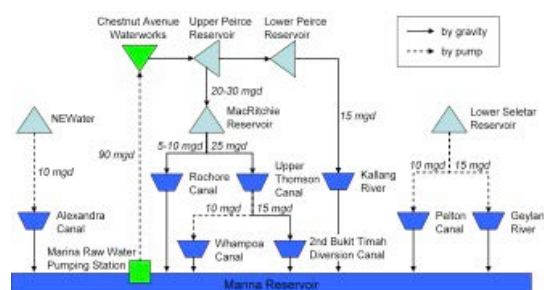 Chestnut Avenue
Waterworks
Upper Peirce
Reservoir
Lower Peirce
Reservoir
by gravity
by pump
20-30 mgd
NEWater
MacRitchie
Reservoir
15 mgd
Lower Seletar
Reservoir
10 mgd
90 mgd
5-10 mgd
25 mgd
10 mgd
15 mgd
Rochore
Canal
Upper
Thomson
Canal
Kallang
River
10 mgd
15 mgd
Alexandra
Canal
Pelton
Canal
Geylang
River
Marina Raw Water
Pumping Station
Whampoa
Canal
2nd Bukit Timah
Diversion Canal
Marina Reservoir